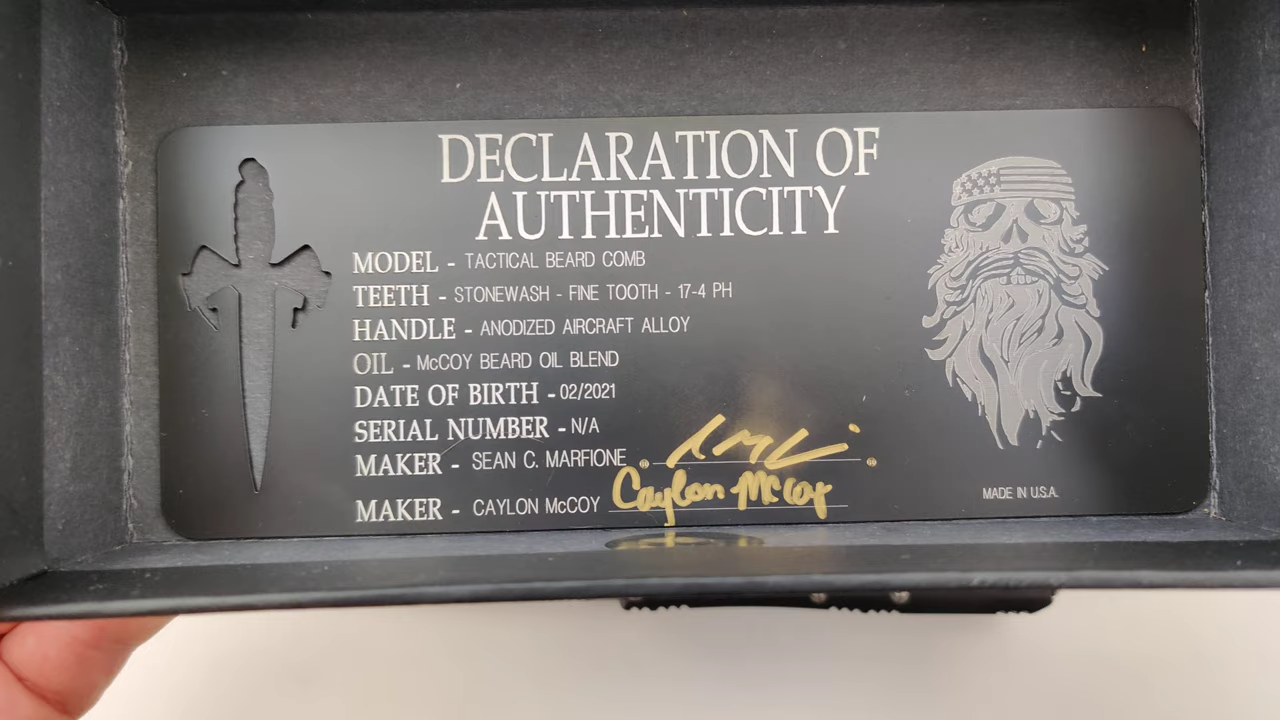 DECLARATION OF
AUTHENTICITY
MODEL - TACTICAL BEARD COMB
TEETH - STONEWASH - FINE TOOTH - 17-4 PH
HANDLE - ANODIZED AIRCRAFT ALLOY
OIL - McCOY BEARD OIL BLEND
DATE OF BIRTH - 02/2021
SERIAL NUMBER - N/A
MAKER - SEAN C. MARFIONE
MAKER - CAYLON McCOY Caylon McCoy
MADE IN U.S.A.